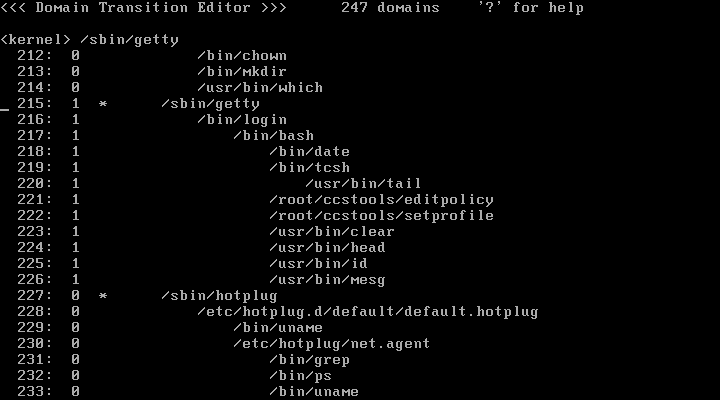 <<< Domain Transition Editor >>>      247 domains    '?' for help
<kernel> /sbin/getty
  212:  0             /bin/chown
  213:  0             /bin/mkdir
  214:  0             /usr/bin/which
_ 215:  1  *      /sbin/getty
  216:  1             /bin/login
  217:  1                 /bin/bash
  218:  1                     /bin/date
  219:  1                     /bin/tcsh
  220:  1                         /usr/bin/tail
  221:  1                     /root/ccstools/editpolicy
  222:  1                     /root/ccstools/setprofile
  223:  1                     /usr/bin/clear
  224:  1                     /usr/bin/head
  225:  1                     /usr/bin/id
  226:  1                     /usr/bin/mesg
  227:  0  *      /sbin/hotplug
  228:  0             /etc/hotplug.d/default/default.hotplug
  229:  0                 /bin/uname
  230:  0                 /etc/hotplug/net.agent
  231:  0                     /bin/grep
  232:  0                     /bin/ps
  233:  0                     /bin/uname